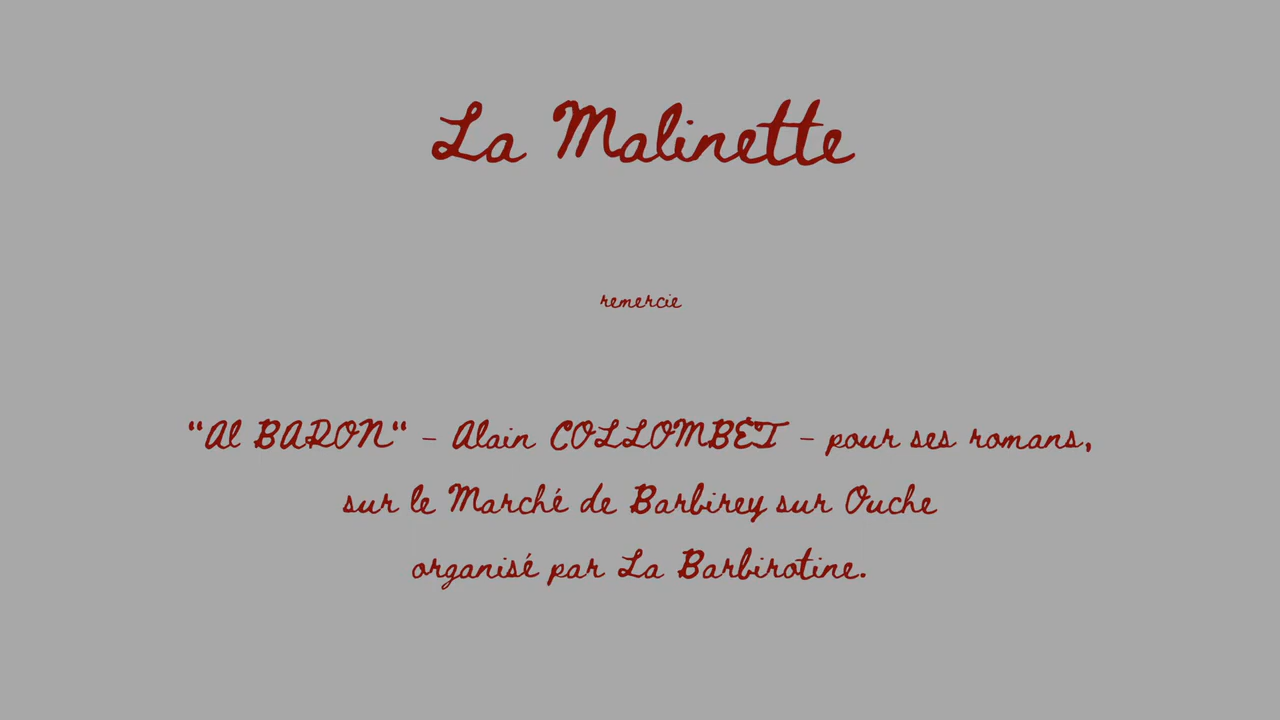 La Malinette
remercie
"Al BARON" - Alain COLLOMBET - pour ses romans,
sur le Marché de Barbirey sur Ouche
organisé par La Barbirotine.